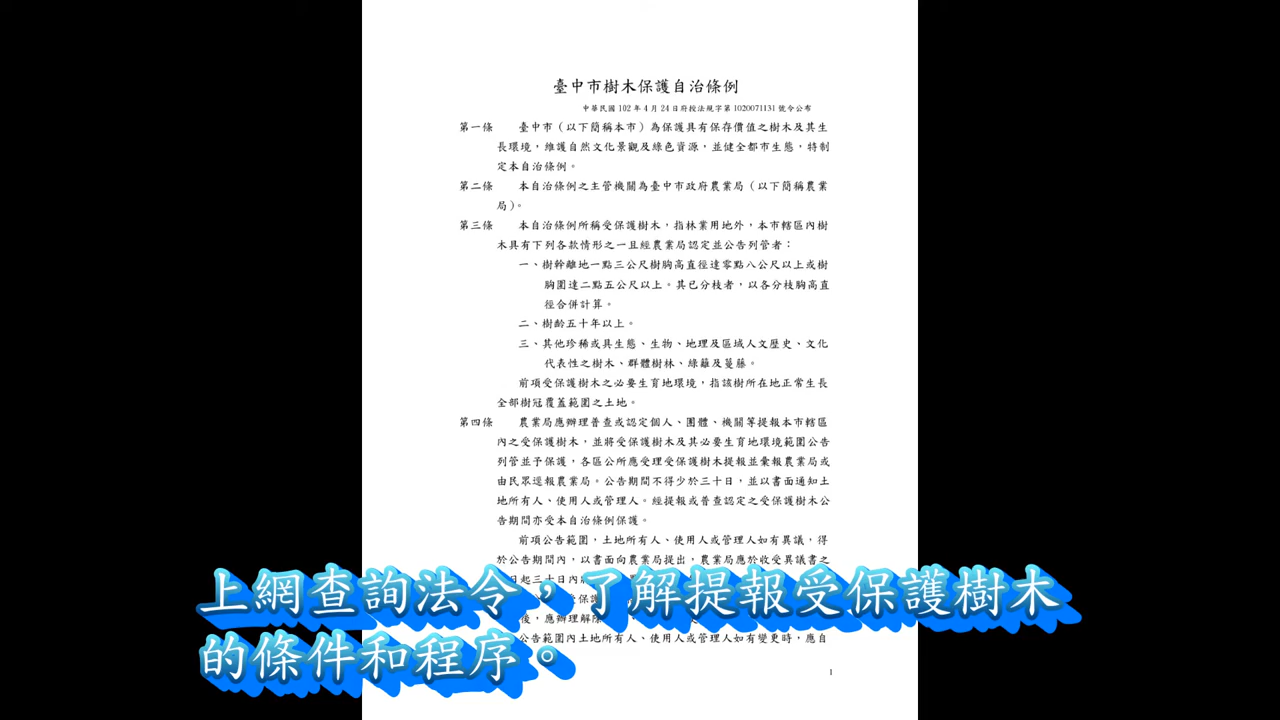 臺中市樹木保護自治條例
中華民國 102 年 4 月 24 日府授法規字第 1020071131 號令公布
第一條 臺中市（以下簡稱本市）為保護具有保存價值之樹木及其生
長環境，維護自然文化景觀及綠色資源，並健全都市生態，特制
定本自治條例。
第二條 本自治條例之主管機關為臺中市政府農業局（以下簡稱農業
局）。
第三條 本自治條例所稱受保護樹木，指林業用地外，本市轄區內樹
木具有下列各款情形之一且經農業局認定並公告列管者：
一、樹幹離地一點三公尺樹胸高直徑達零點八公尺以上或樹
胸圍達二點五公尺以上。其已分枝者，以各分枝胸高直
徑合併計算。
二、樹齡五十年以上。
三、其他珍稀或具生態、生物、地理及區域人文歷史、文化
代表性之樹木、群體樹林、綠籬及蔓藤。
前項受保護樹木之必要生育地環境，指該樹所在地正常生長
全部樹冠覆蓋範圍之土地。
第四條 農業局應辦理普查或認定個人、團體、機關等提報本市轄區
內之受保護樹木，並將受保護樹木及其必要生育地環境範圍公告
列管並予保護，各區公所應受理受保護樹木提報並彙報農業局或
由民眾逕報農業局。公告期間不得少於三十日，並以書面通知土
地所有人、使用人或管理人。經提報或普查認定之受保護樹木公
告期間亦受本自治條例保護。
前項公告範圍，土地所有人、使用人或管理人如有異議，得
於公告期間內，以書面向農業局提出，農業局應於收受異議書之
日起三十日內
受保護
後，應辦理解除
公告範圍內土地所有人、使用人或管理人如有變更時，應自
上網查詢法令，了解提報受保護樹木
的條件和程序。
1